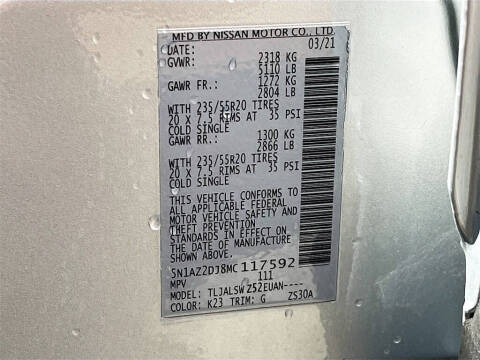 MFD BY NISSAN MOTOR CO., LTD.
DATE: 03/21
GVWR: 2318 KG
5110 LB
GAWR FR.: 1272 KG
2804 LB
WITH 235/55R20 TIRES
20 X 7.5 RIMS AT 35 PSI
COLD SINGLE
GAWR RR.: 1300 KG
2866 LB
WITH 235/55R20 TIRES
20 X 7.5 RIMS AT 35 PSI
COLD SINGLE
THIS VEHICLE CONFORMS TO
ALL APPLICABLE FEDERAL
MOTOR VEHICLE SAFETY AND
THEFT PREVENTION
STANDARDS IN EFFECT ON
THE DATE OF MANUFACTURE
SHOWN ABOVE.
5N1AZ2DJ8MC117592
MPV 111
MODEL: TLJALSWZ52EUAN----
COLOR: K23 TRIM: G ZS30A